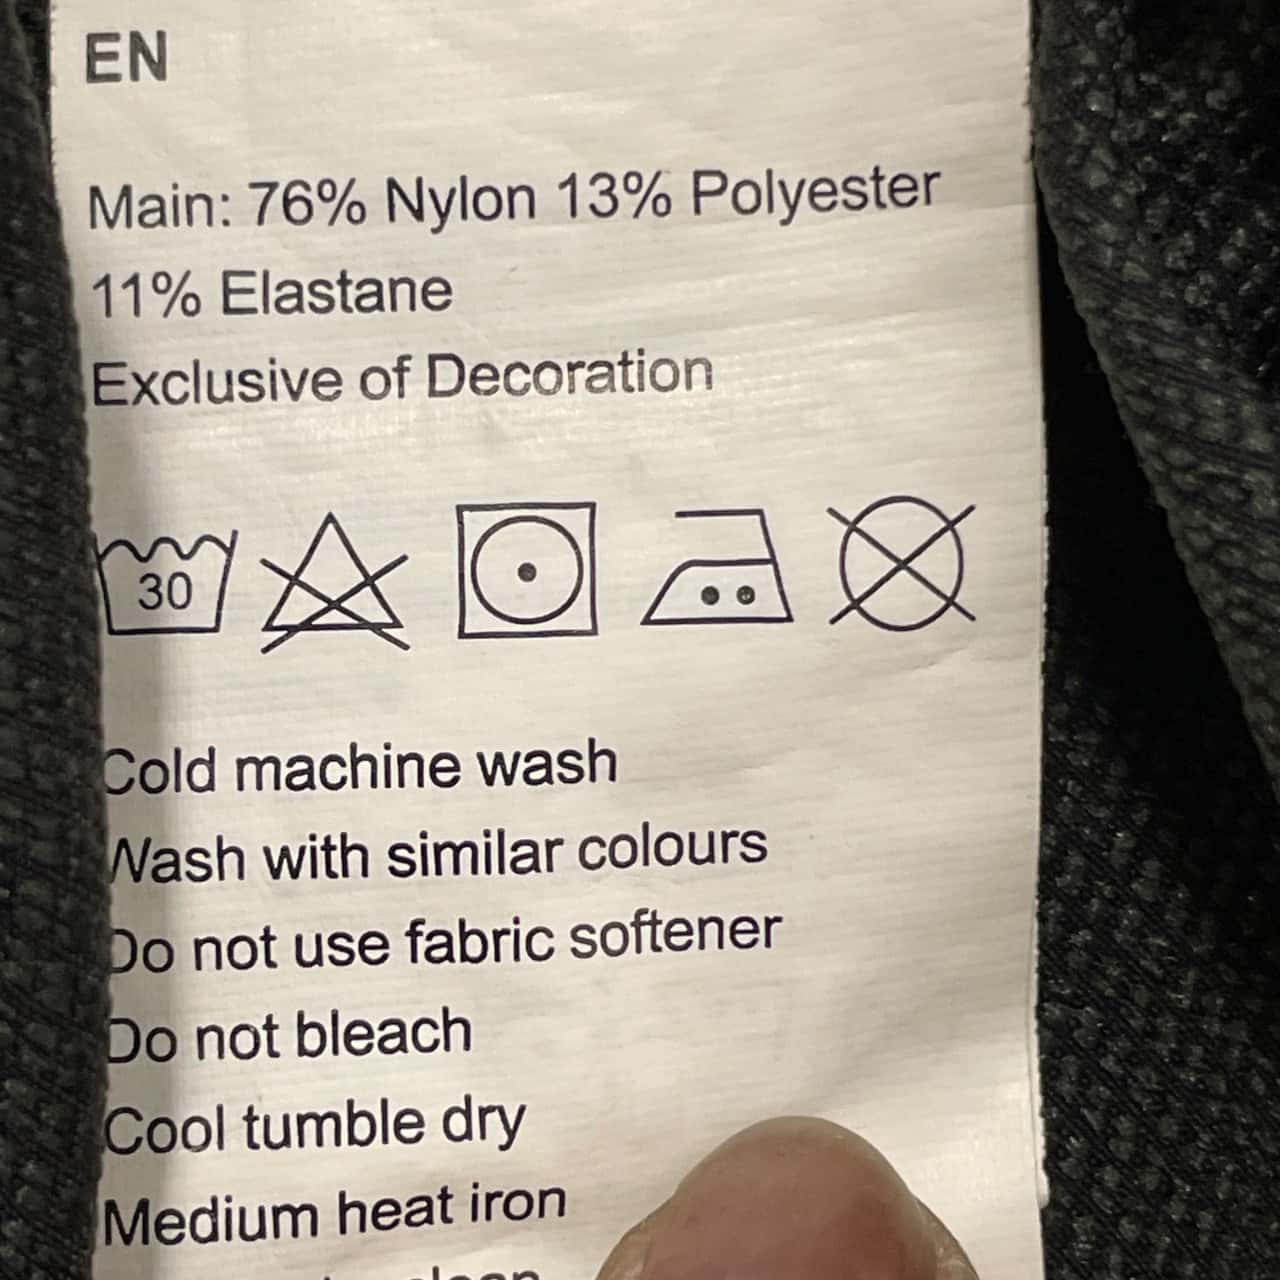 EN
Main: 76% Nylon 13% Polyester
11% Elastane
Exclusive of Decoration
30
Cold machine wash
Wash with similar colours
Do not use fabric softener
Do not bleach
Cool tumble dry
Medium heat iron